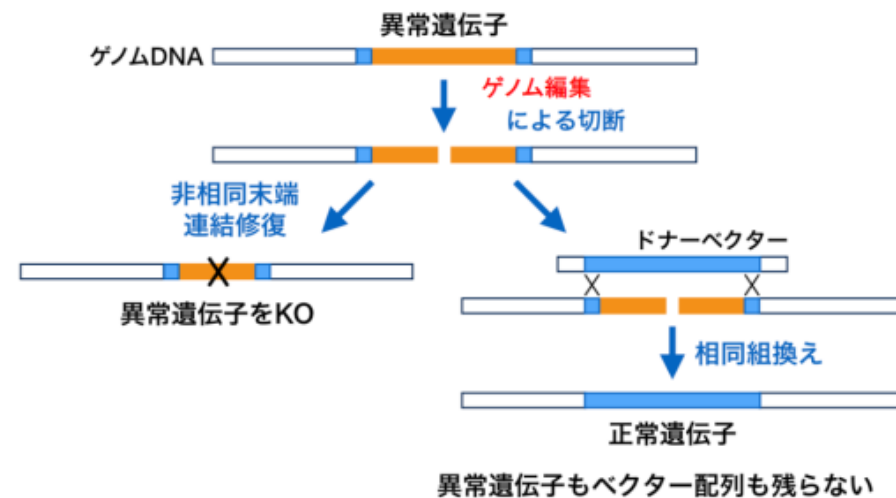 異常遺伝子
ゲノムDNA
ゲノム編集
による切断
非相同末端
連結修復
ドナーベクター
異常遺伝子をKO
相同組換え
正常遺伝子
異常遺伝子もベクター配列も残らない